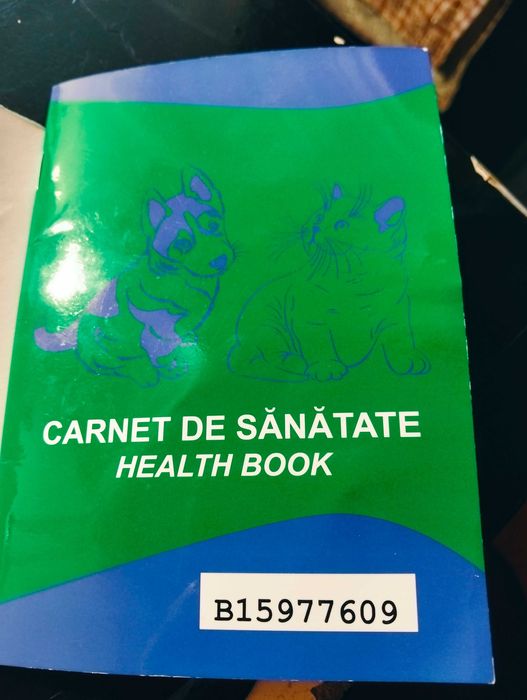 CARNET DE SĂNĂTATE
HEALTH BOOK
B15977609